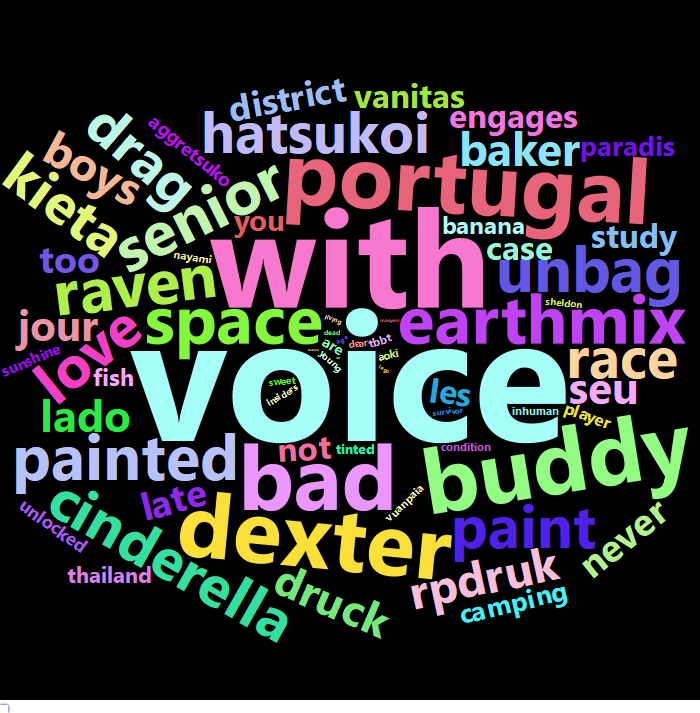 district
vanitas
engages
hatsukoi
drag
aggretsuko
boys
baker
paradis
kieta
senior
portugal
you
banana
study
case
with
too
nayami
raven
unbag
sheldon
jour
space
earthmix
love
sunshine
living
dead
are
dear
tbbt
young
aoki
race
fish
voice
sweet
insiders
les
seu
survivor
inhuman
player
lado
not
tinted
condition
painted
bad
buddy
late
vuanpaia
unlocked
cinderella
dexter
paint
never
thailand
druck
rpdruk
camping